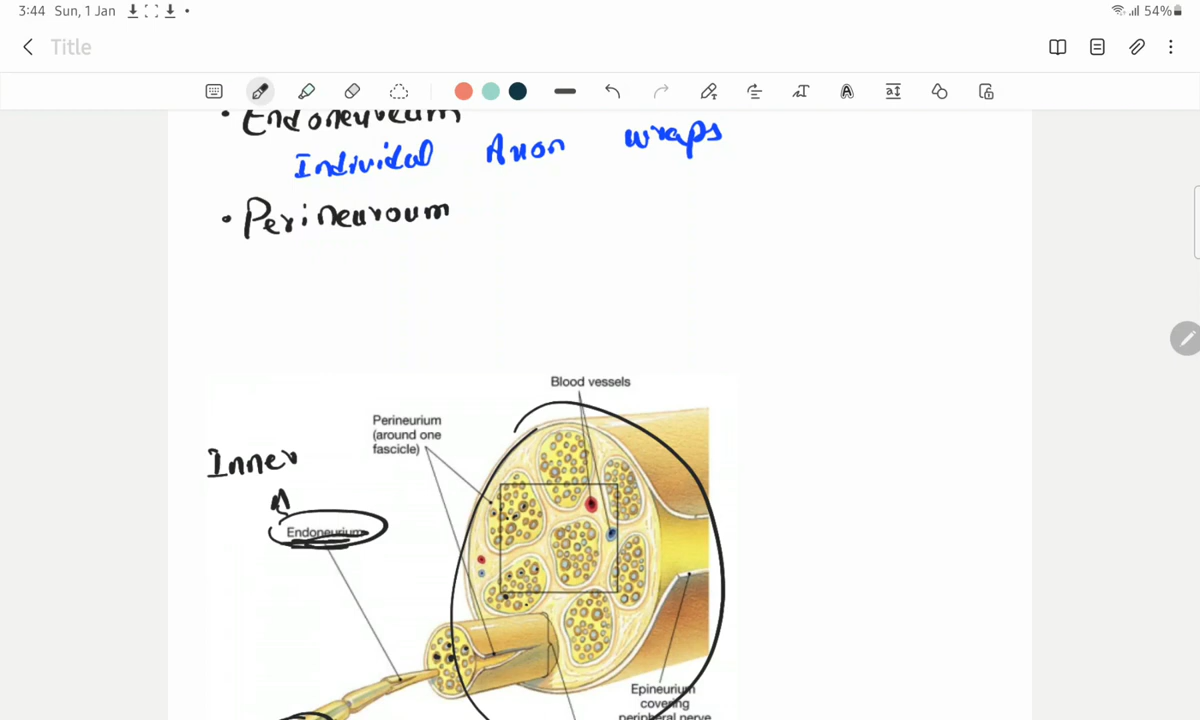 3:44 Sun, 1 Jan
54%
Title
• Endoneureum
Individal Axon wraps
• Perineuroum
Blood vessels
Perineurium
(around one
fascicle)
Inner
Endoneurium
Epineurium
covering
peripheral nerve